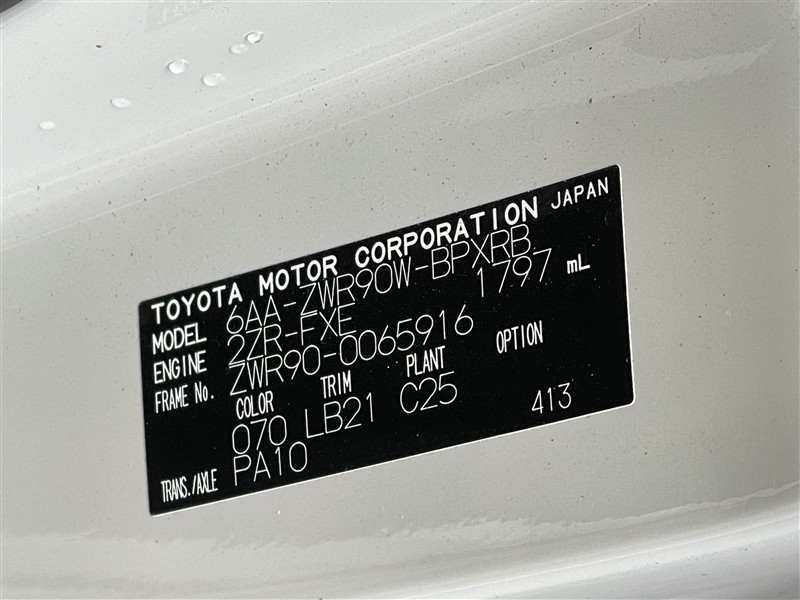 TOYOTA MOTOR CORPORATION JAPAN
MODEL 6AA-ZWR90W-BPXRB
ENGINE 2ZR-FXE 1797 mL
FRAME No. ZWR90-0065916
COLOR TRIM PLANT OPTION
070 LB21 C25 413
TRANS./AXLE PA10